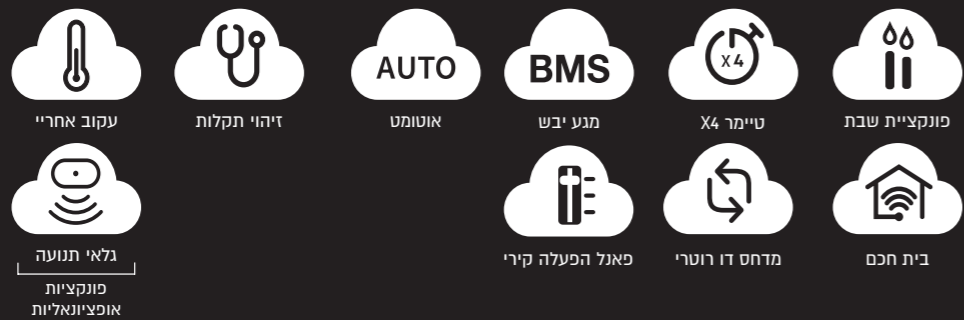 פונקציית שבת
X4
טיימר X4
BMS
מגע יבש
AUTO
אוטומט
זיהוי תקלות
עקוב אחריי
בית חכם
מדחס דו רוטרי
פאנל הפעלה קירי
גלאי תנועה
פונקציות
אופציונאליות